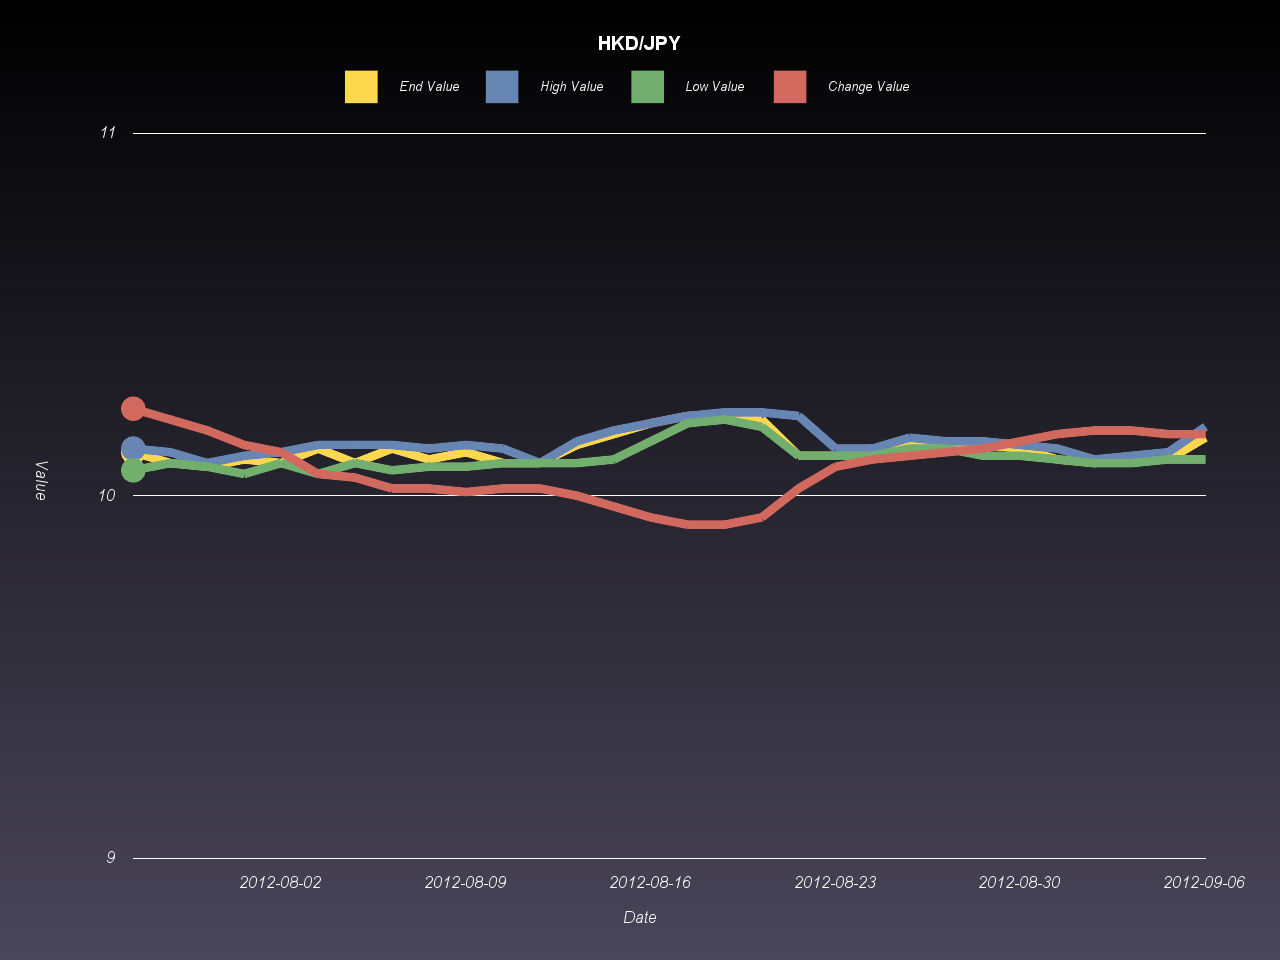 HKD/JPY
End Value
High Value
Low Value
Change Value
11
10
9
Value
2012-08-02
2012-08-09
2012-08-16
2012-08-23
2012-08-30
2012-09-06
Date